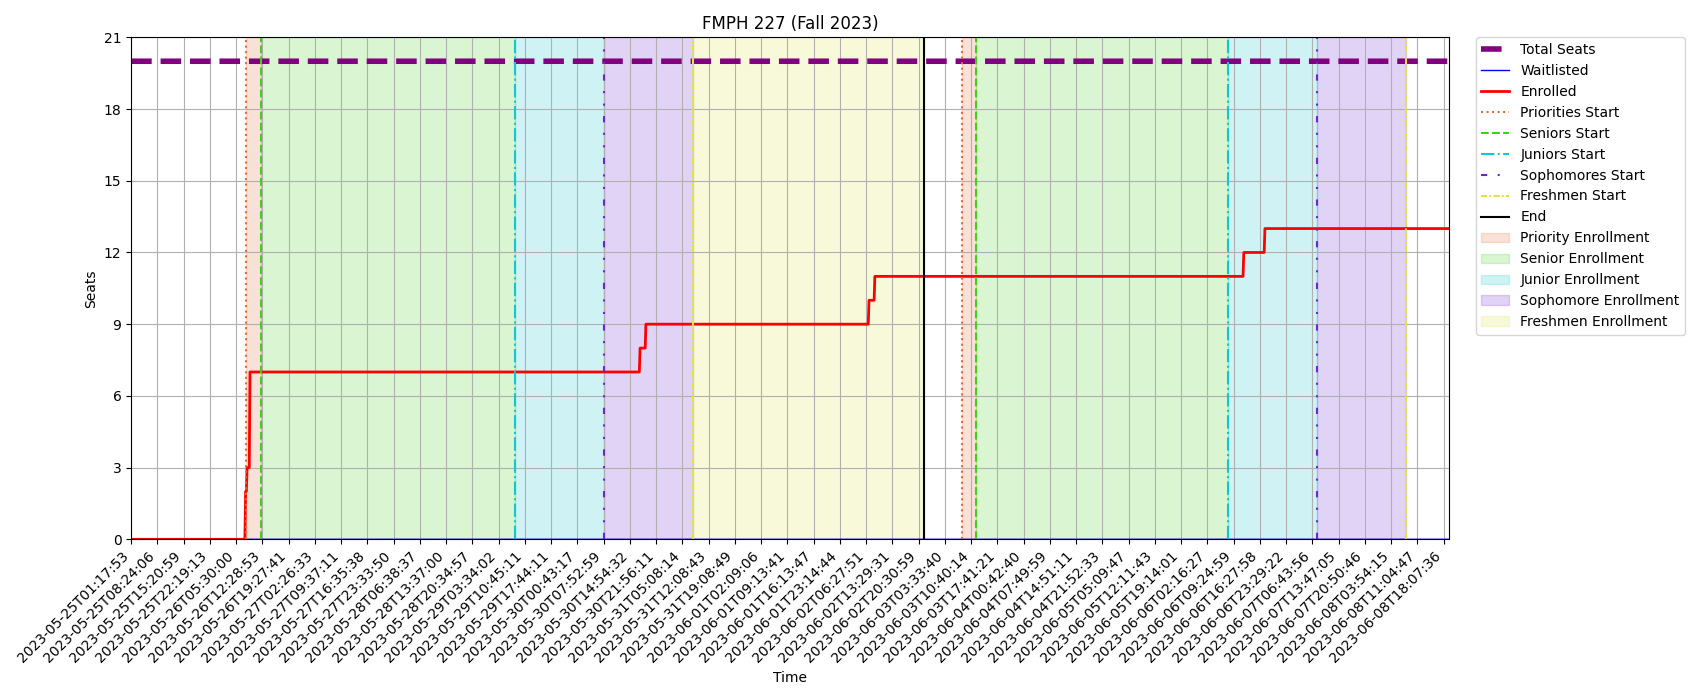 FMPH 227 (Fall 2023)
21
18
15
12
9
6
3
0
Seats
2023-05-25T01:17:53
2023-05-25T08:24:06
2023-05-25T15:20:59
2023-05-25T22:19:13
2023-05-26T05:30:00
2023-05-26T12:28:53
2023-05-26T19:27:41
2023-05-27T02:26:33
2023-05-27T09:37:11
2023-05-27T16:35:38
2023-05-27T23:33:50
2023-05-28T06:38:37
2023-05-28T13:37:00
2023-05-28T20:34:57
2023-05-29T03:34:02
2023-05-29T10:45:11
2023-05-29T17:44:11
2023-05-30T00:43:17
2023-05-30T07:52:59
2023-05-30T14:54:32
2023-05-30T21:56:11
2023-05-31T05:08:14
2023-05-31T12:08:43
2023-05-31T19:08:49
2023-06-01T02:09:06
2023-06-01T09:13:41
2023-06-01T16:13:47
2023-06-01T23:14:44
2023-06-02T06:27:51
2023-06-02T13:29:31
2023-06-02T20:30:59
2023-06-03T03:33:40
2023-06-03T10:40:14
2023-06-03T17:41:21
2023-06-04T00:42:40
2023-06-04T07:49:59
2023-06-04T14:51:11
2023-06-04T21:52:33
2023-06-05T05:09:47
2023-06-05T12:11:43
2023-06-05T19:14:01
2023-06-06T02:16:27
2023-06-06T09:24:59
2023-06-06T16:27:58
2023-06-06T23:29:22
2023-06-07T06:43:56
2023-06-07T13:47:05
2023-06-07T20:50:46
2023-06-08T03:54:15
2023-06-08T11:04:47
2023-06-08T18:07:36
Time
Total Seats
Waitlisted
Enrolled
Priorities Start
Seniors Start
Juniors Start
Sophomores Start
Freshmen Start
End
Priority Enrollment
Senior Enrollment
Junior Enrollment
Sophomore Enrollment
Freshmen Enrollment